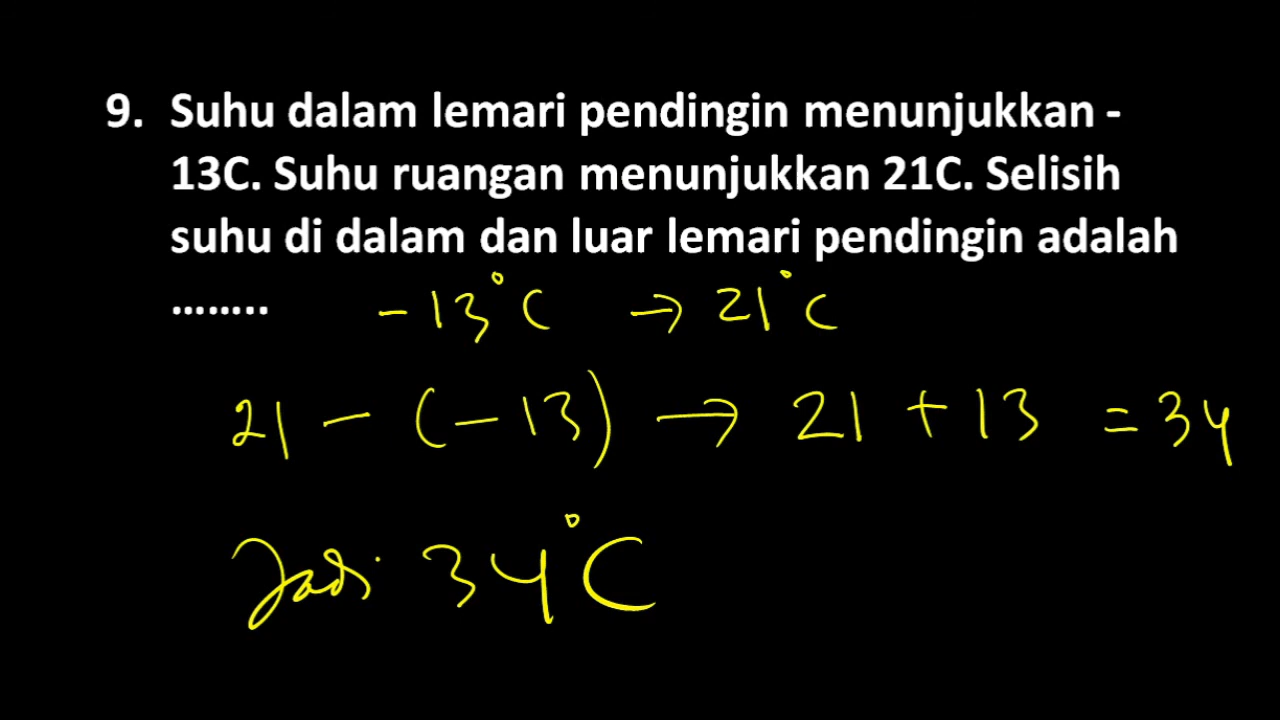 9. Suhu dalam lemari pendingin menunjukkan -
13C. Suhu ruangan menunjukkan 21C. Selisih
suhu di dalam dan luar lemari pendingin adalah
........
-13°C → 21°C
21 - (-13) → 21 + 13 = 34
Jadi 34°C